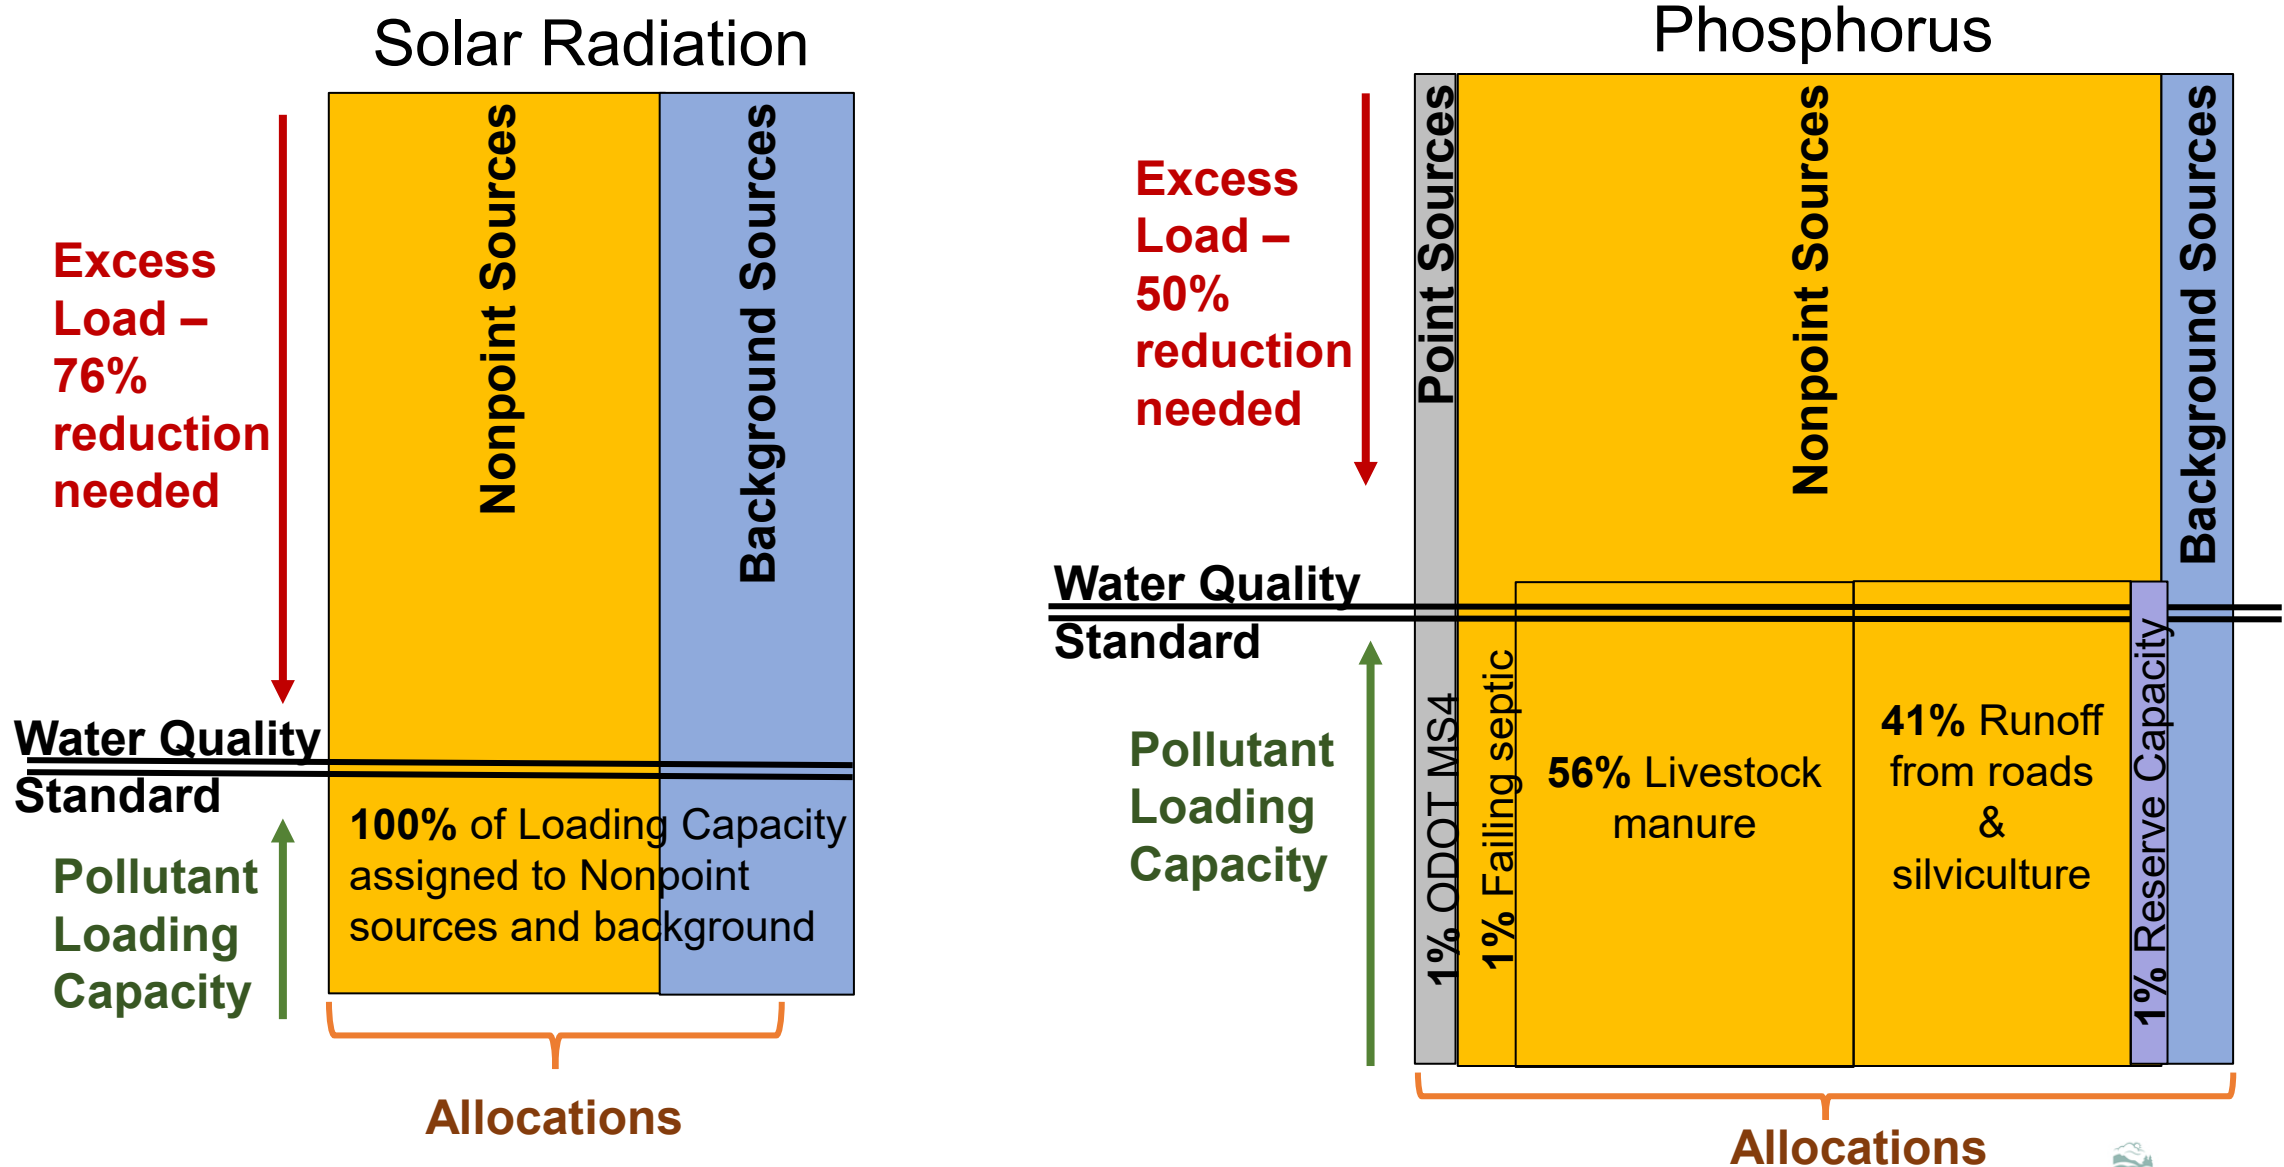 Solar Radiation
Excess
Load –
76%
reduction
needed
Nonpoint Sources
Background Sources
Water Quality
Standard
Pollutant
Loading
Capacity
100% of Loading Capacity
assigned to Nonpoint
sources and background
Allocations
Phosphorus
Excess
Load –
50%
reduction
needed
Point Sources
Nonpoint Sources
Background Sources
Water Quality
Standard
Pollutant
Loading
Capacity
1% ODOT MS4
1% Failing septic
56% Livestock
manure
41% Runoff
from roads
&
silviculture
1% Reserve Capacity
Allocations